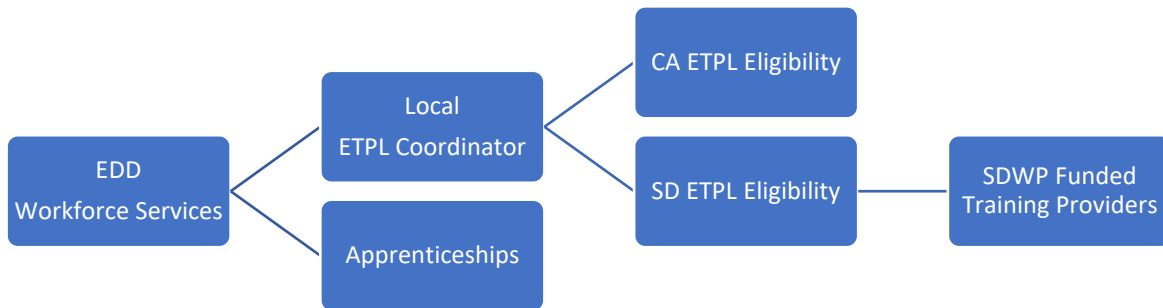 EDD
Workforce Services
Local
ETPL Coordinator
Apprenticeships
CA ETPL Eligibility
SD ETPL Eligibility
SDWP Funded
Training Providers